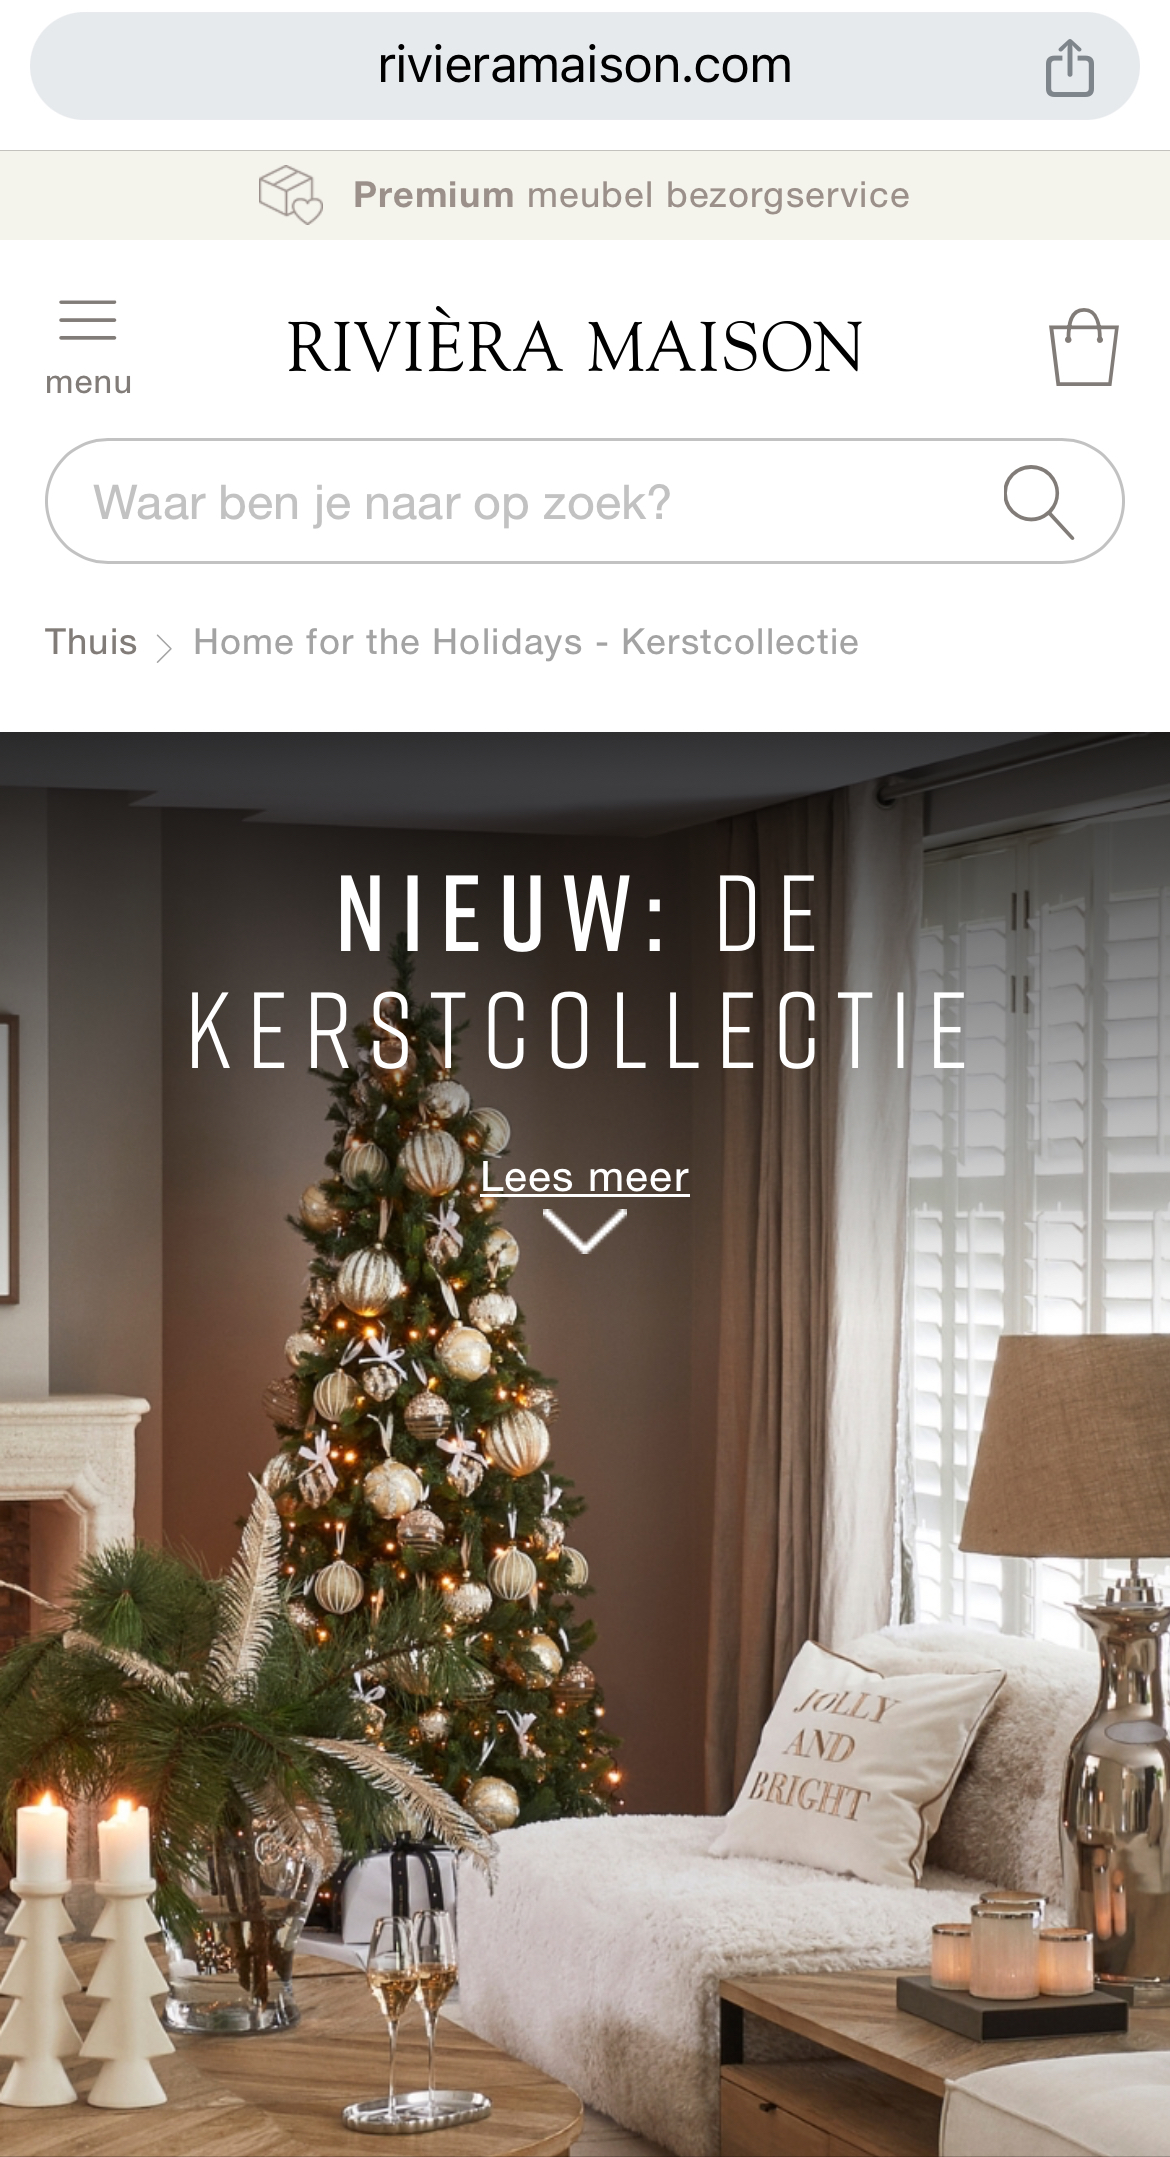 rivieramaison.com
Premium meubel bezorgservice
menu
RIVIÈRA MAISON
Waar ben je naar op zoek?
Thuis > Home for the Holidays - Kerstcollectie
NIEUW: DE
KERSTCOLLECTIE
Lees meer
JOLLY
AND
BRIGHT